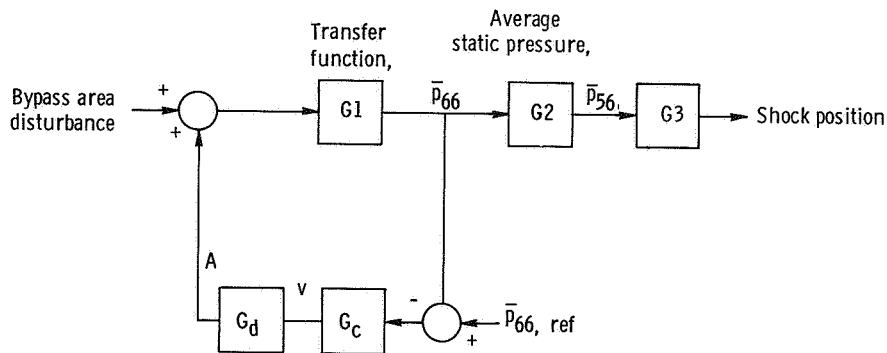 Transfer
function,
Average
static pressure,
Bypass area
disturbance
+
+
G1
p̅66
G2
p̅56,
G3
Shock position
A
Gd
v
Gc
-
+
p̅66, ref